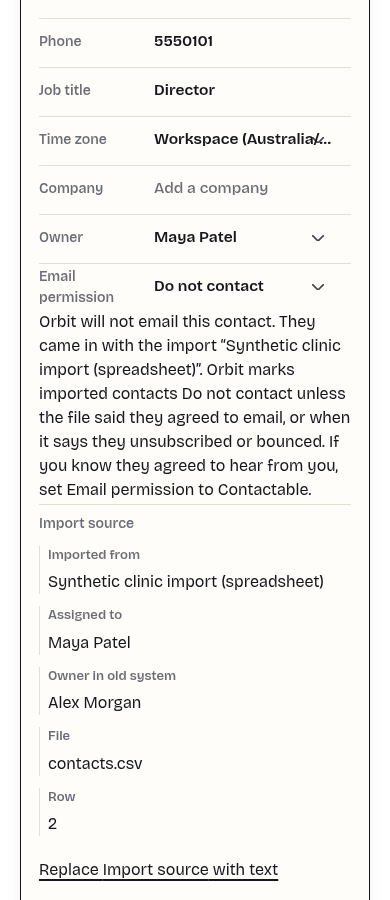 Phone 5550101
Job title Director
Time zone Workspace (Australia/...
Company Add a company
Owner Maya Patel
Email permission Do not contact
Orbit will not email this contact. They
came in with the import “Synthetic clinic
import (spreadsheet)”. Orbit marks
imported contacts Do not contact unless
the file said they agreed to email, or when
it says they unsubscribed or bounced. If
you know they agreed to hear from you,
set Email permission to Contactable.
Import source
Imported from
Synthetic clinic import (spreadsheet)
Assigned to
Maya Patel
Owner in old system
Alex Morgan
File
contacts.csv
Row
2
Replace Import source with text